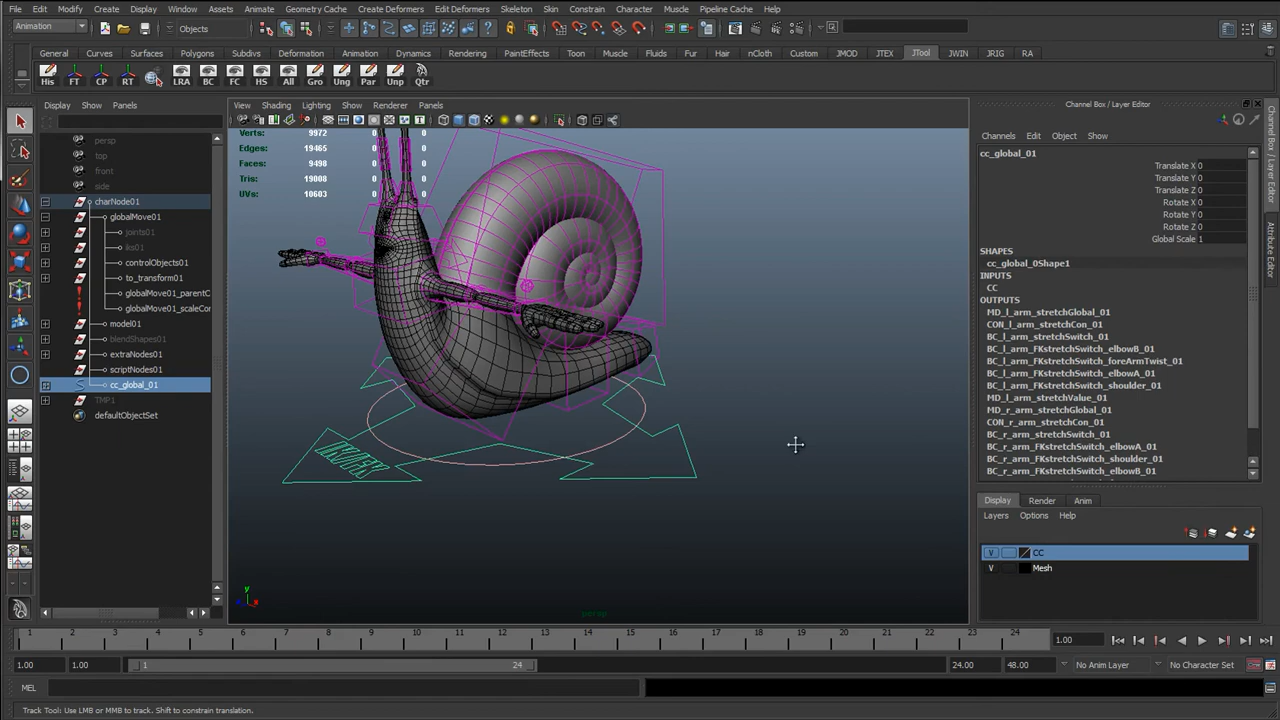 File Edit Modify Create Display Window Assets Animate Geometry Cache Create Deformers Edit Deformers Skeleton Skin Constrain Character Muscle Pipeline Cache Help
Animation Objects
General Curves Surfaces Polygons Subdivs Deformation Animation Dynamics Rendering PaintEffects Toon Muscle Fluids Fur Hair nCloth Custom JMOD JTEX JTool JWIN JRIG RA
His FT CP RT LRA BC FC HS All Gro Ung Par Unp Qtr
Display Show Panels
View Shading Lighting Show Renderer Panels
Channel Box / Layer Editor
persp
top
front
side
charNode01
globalMove01
joints01
iks01
controlObjects01
to_transform01
globalMove01_parentC
globalMove01_scaleCor
model01
blendShapes01
extraNodes01
scriptNodes01
cc_global_01
TMP1
defaultObjectSet
Verts: 9972 0 0
Edges: 19465 0 0
Faces: 9498 0 0
Tris: 19008 0 0
UVs: 10603 0 0
y
x
persp
Channels Edit Object Show
cc_global_01
Translate X 0
Translate Y 0
Translate Z 0
Rotate X 0
Rotate Y 0
Rotate Z 0
Global Scale 1
SHAPES
cc_global_0Shape1
INPUTS
CC
OUTPUTS
MD_l_arm_stretchGlobal_01
CON_l_arm_stretchCon_01
BC_l_arm_stretchSwitch_01
BC_l_arm_FKstretchSwitch_elbowB_01
BC_l_arm_FKstretchSwitch_foreArmTwist_01
BC_l_arm_FKstretchSwitch_elbowA_01
BC_l_arm_FKstretchSwitch_shoulder_01
MD_l_arm_stretchValue_01
MD_r_arm_stretchGlobal_01
CON_r_arm_stretchCon_01
BC_r_arm_stretchSwitch_01
BC_r_arm_FKstretchSwitch_elbowA_01
BC_r_arm_FKstretchSwitch_shoulder_01
BC_r_arm_FKstretchSwitch_elbowB_01
Channel Box / Layer Editor
Attribute Editor
Display Render Anim
Layers Options Help
V CC
V Mesh
1 2 3 4 5 6 7 8 9 10 11 12 13 14 15 16 17 18 19 20 21 22 23 24
1.00
1.00 1.00 1 24 24.00 48.00 No Anim Layer No Character Set
MEL
Track Tool: Use LMB or MMB to track. Shift to constrain translation.